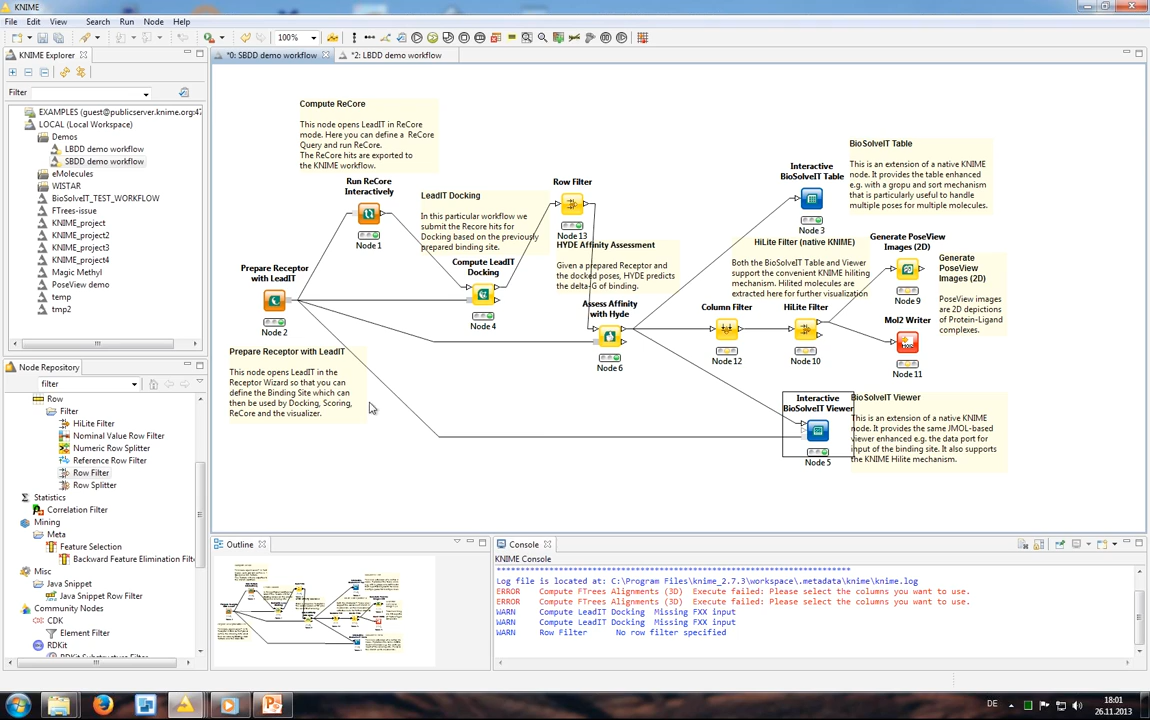 KNIME
File Edit View Search Run Node Help
100%
KNIME Explorer
*0: SBDD demo workflow
*2: LBDD demo workflow
Filter
EXAMPLES (guest@publicserver.knime.org:47
LOCAL (Local Workspace)
Demos
LBDD demo workflow
SBDD demo workflow
eMolecules
WISTAR
BioSolveIT_TEST_WORKFLOW
FTrees-issue
KNIME_project
KNIME_project2
KNIME_project3
KNIME_project4
Magic Methyl
PoseView demo
temp
tmp2
Node Repository
filter
Row
Filter
HiLite Filter
Nominal Value Row Filter
Numeric Row Splitter
Reference Row Filter
Row Filter
Row Splitter
Statistics
Correlation Filter
Mining
Meta
Feature Selection
Backward Feature Elimination Filte
Misc
Java Snippet
Java Snippet Row Filter
Community Nodes
CDK
Element Filter
RDKit
RDKit Substructure Filter
Compute ReCore
This node opens LeadIT in ReCore
mode. Here you can define a ReCore
Query and run ReCore.
The ReCore hits are exported to
the KNIME workflow.
Run ReCore
Interactively
Node 1
LeadIT Docking
In this particular workflow we
submit the Recore hits for
Docking based on the previously
prepared binding site.
Compute LeadIT
Docking
Node 4
Row Filter
Node 13
HYDE Affinity Assessment
Given a prepared Receptor and
the docked poses, HYDE predicts
the delta-G of binding.
Assess Affinity
with Hyde
Node 6
Prepare Receptor
with LeadIT
Node 2
Prepare Receptor with LeadIT
This node opens LeadIT in the
Receptor Wizard so that you can
define the Binding Site which can
then be used by Docking, Scoring,
ReCore and the visualizer.
Interactive
BioSolveIT Table
Node 3
BioSolveIT Table
This is an extension of a native KNIME
node. It provides the table enhanced
e.g. with a gropu and sort mechanism
that is particularly useful to handle
multiple poses for multiple molecules.
HiLite Filter (native KNIME)
Both the BioSolveIT Table and Viewer
support the convenient KNIME hiliting
mechanism. Hilited molecules are
extracted here for further visualization
Column Filter
Node 12
HiLite Filter
Node 10
Generate PoseView
Images (2D)
Node 9
Mol2 Writer
Node 11
Generate
PoseView
Images (2D)
PoseView images
are 2D depictions
of Protein-Ligand
complexes.
Interactive
BioSolveIT Viewer
Node 5
BioSolveIT Viewer
This is an extension of a native KNIME
node. It provides the same JMOL-based
viewer enhanced e.g. the data port for
input of the binding site. It also supports
the KNIME Hilite mechanism.
Outline
Console
KNIME Console
Log file is located at: C:\Program Files\knime_2.7.3\workspace\.metadata\knime\knime.log
ERROR Compute FTrees Alignments (3D) Execute failed: Please select the columns you want to use.
ERROR Compute FTrees Alignments (3D) Execute failed: Please select the columns you want to use.
WARN Compute LeadIT Docking Missing FXX input
WARN Compute LeadIT Docking Missing FXX input
WARN Row Filter No row filter specified
DE
18:01
26.11.2013